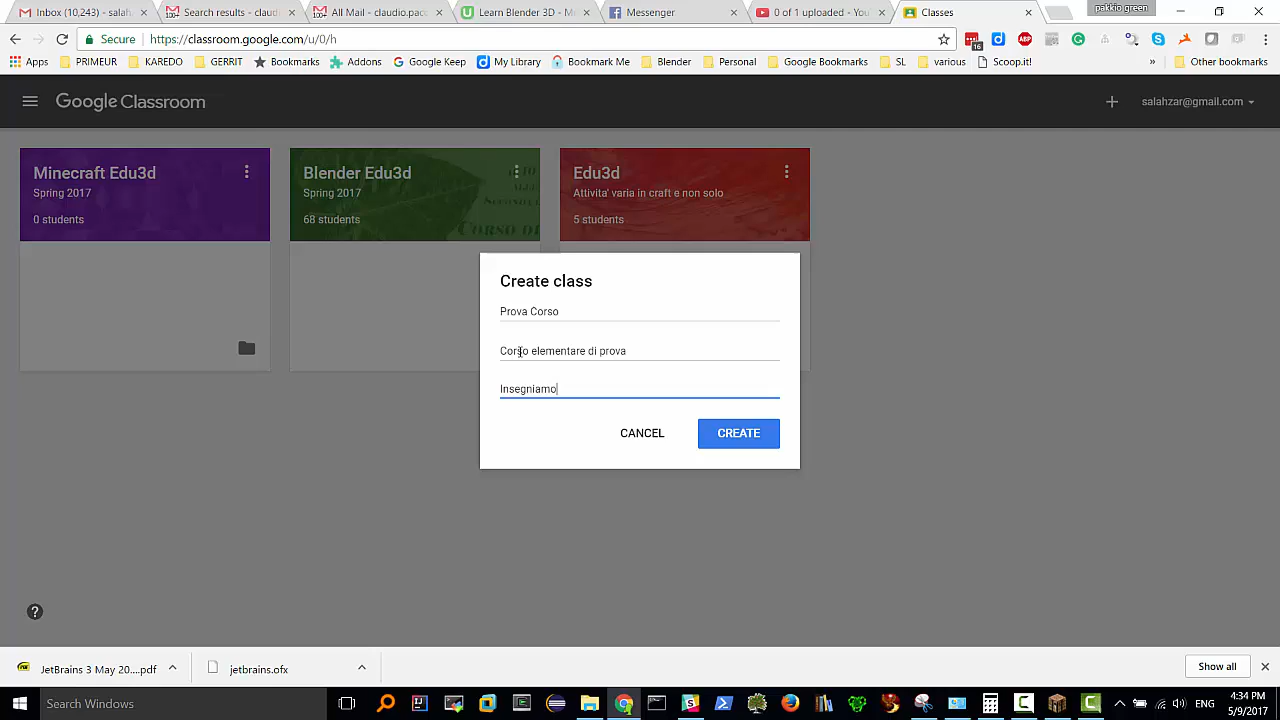 pakhio green
Inbox (10,243) - salah
Search results - claudi
All Mail - claudio.pac
Learn Blender 3D - M
Messenger
0 of 1 uploaded - You
Classes
Secure
https://classroom.google.com/u/0/h
16
ABP
Apps
PRIMEUR
KAREDO
GERRIT
Bookmarks
Addons
Google Keep
My Library
Bookmark Me
Blender
Personal
Google Bookmarks
SL
various
Scoop.it!
»
Other bookmarks
Google Classroom
salahzar@gmail.com
Minecraft Edu3d
Spring 2017
0 students
Blender Edu3d
Spring 2017
68 students
Corso di
Edu3d
Attivita' varia in craft e non solo
5 students
Create class
Prova Corso
Corso elementare di prova
Insegniamo
CANCEL
CREATE
?
JetBrains 3 May 20....pdf
jetbrains.ofx
Show all
Search Windows
ENG
4:34 PM
5/9/2017